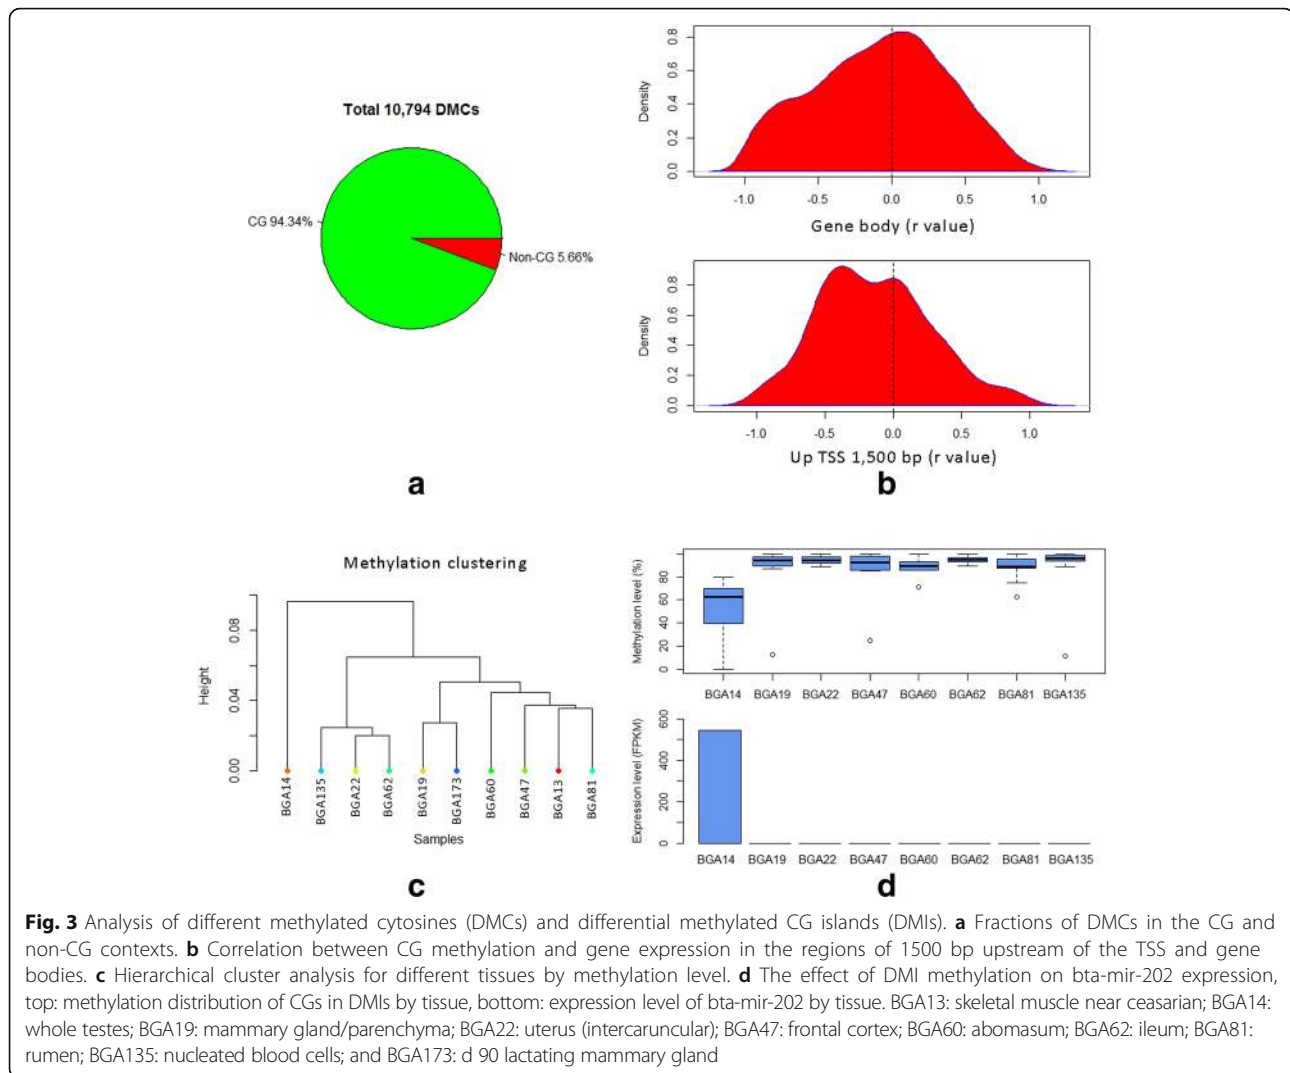 Total 10,794 DMCs
CG 94.34%
Non-CG 5.66%
a
Density
0.0 0.2 0.4 0.6 0.8
-1.0 -0.5 0.0 0.5 1.0
Gene body (r value)
Density
0.0 0.2 0.4 0.6 0.8
-1.0 -0.5 0.0 0.5 1.0
Up TSS 1,500 bp (r value)
b
Methylation clustering
Height
0.00 0.04 0.08
BGA14 BGA135 BGA22 BGA62 BGA19 BGA173 BGA60 BGA47 BGA13 BGA81
Samples
c
Methylation level (%)
0 20 40 60 80
BGA14 BGA19 BGA22 BGA47 BGA60 BGA62 BGA81 BGA135
Expression level (FPKM)
0 200 400 600
BGA14 BGA19 BGA22 BGA47 BGA60 BGA62 BGA81 BGA135
d
Fig. 3 Analysis of different methylated cytosines (DMCs) and differential methylated CG islands (DMIs). a Fractions of DMCs in the CG and
non-CG contexts. b Correlation between CG methylation and gene expression in the regions of 1500 bp upstream of the TSS and gene
bodies. c Hierarchical cluster analysis for different tissues by methylation level. d The effect of DMI methylation on bta-mir-202 expression,
top: methylation distribution of CGs in DMIs by tissue, bottom: expression level of bta-mir-202 by tissue. BGA13: skeletal muscle near ceasarian; BGA14:
whole testes; BGA19: mammary gland/parenchyma; BGA22: uterus (intercaruncular); BGA47: frontal cortex; BGA60: abomasum; BGA62: ileum; BGA81:
rumen; BGA135: nucleated blood cells; and BGA173: d 90 lactating mammary gland